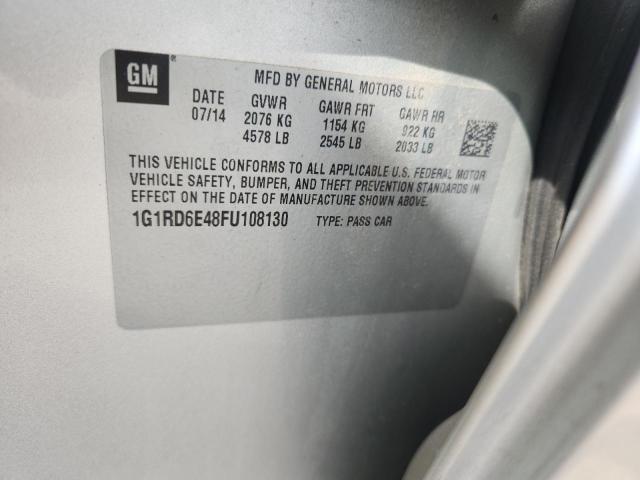 GM
®
MFD BY GENERAL MOTORS LLC
DATE GVWR GAWR FRT GAWR RR
07/14 2076 KG 1154 KG 922 KG
4578 LB 2545 LB 2033 LB
THIS VEHICLE CONFORMS TO ALL APPLICABLE U.S. FEDERAL MOTOR
VEHICLE SAFETY, BUMPER, AND THEFT PREVENTION STANDARDS IN
EFFECT ON THE DATE OF MANUFACTURE SHOWN ABOVE.
1G1RD6E48FU108130 TYPE: PASS CAR